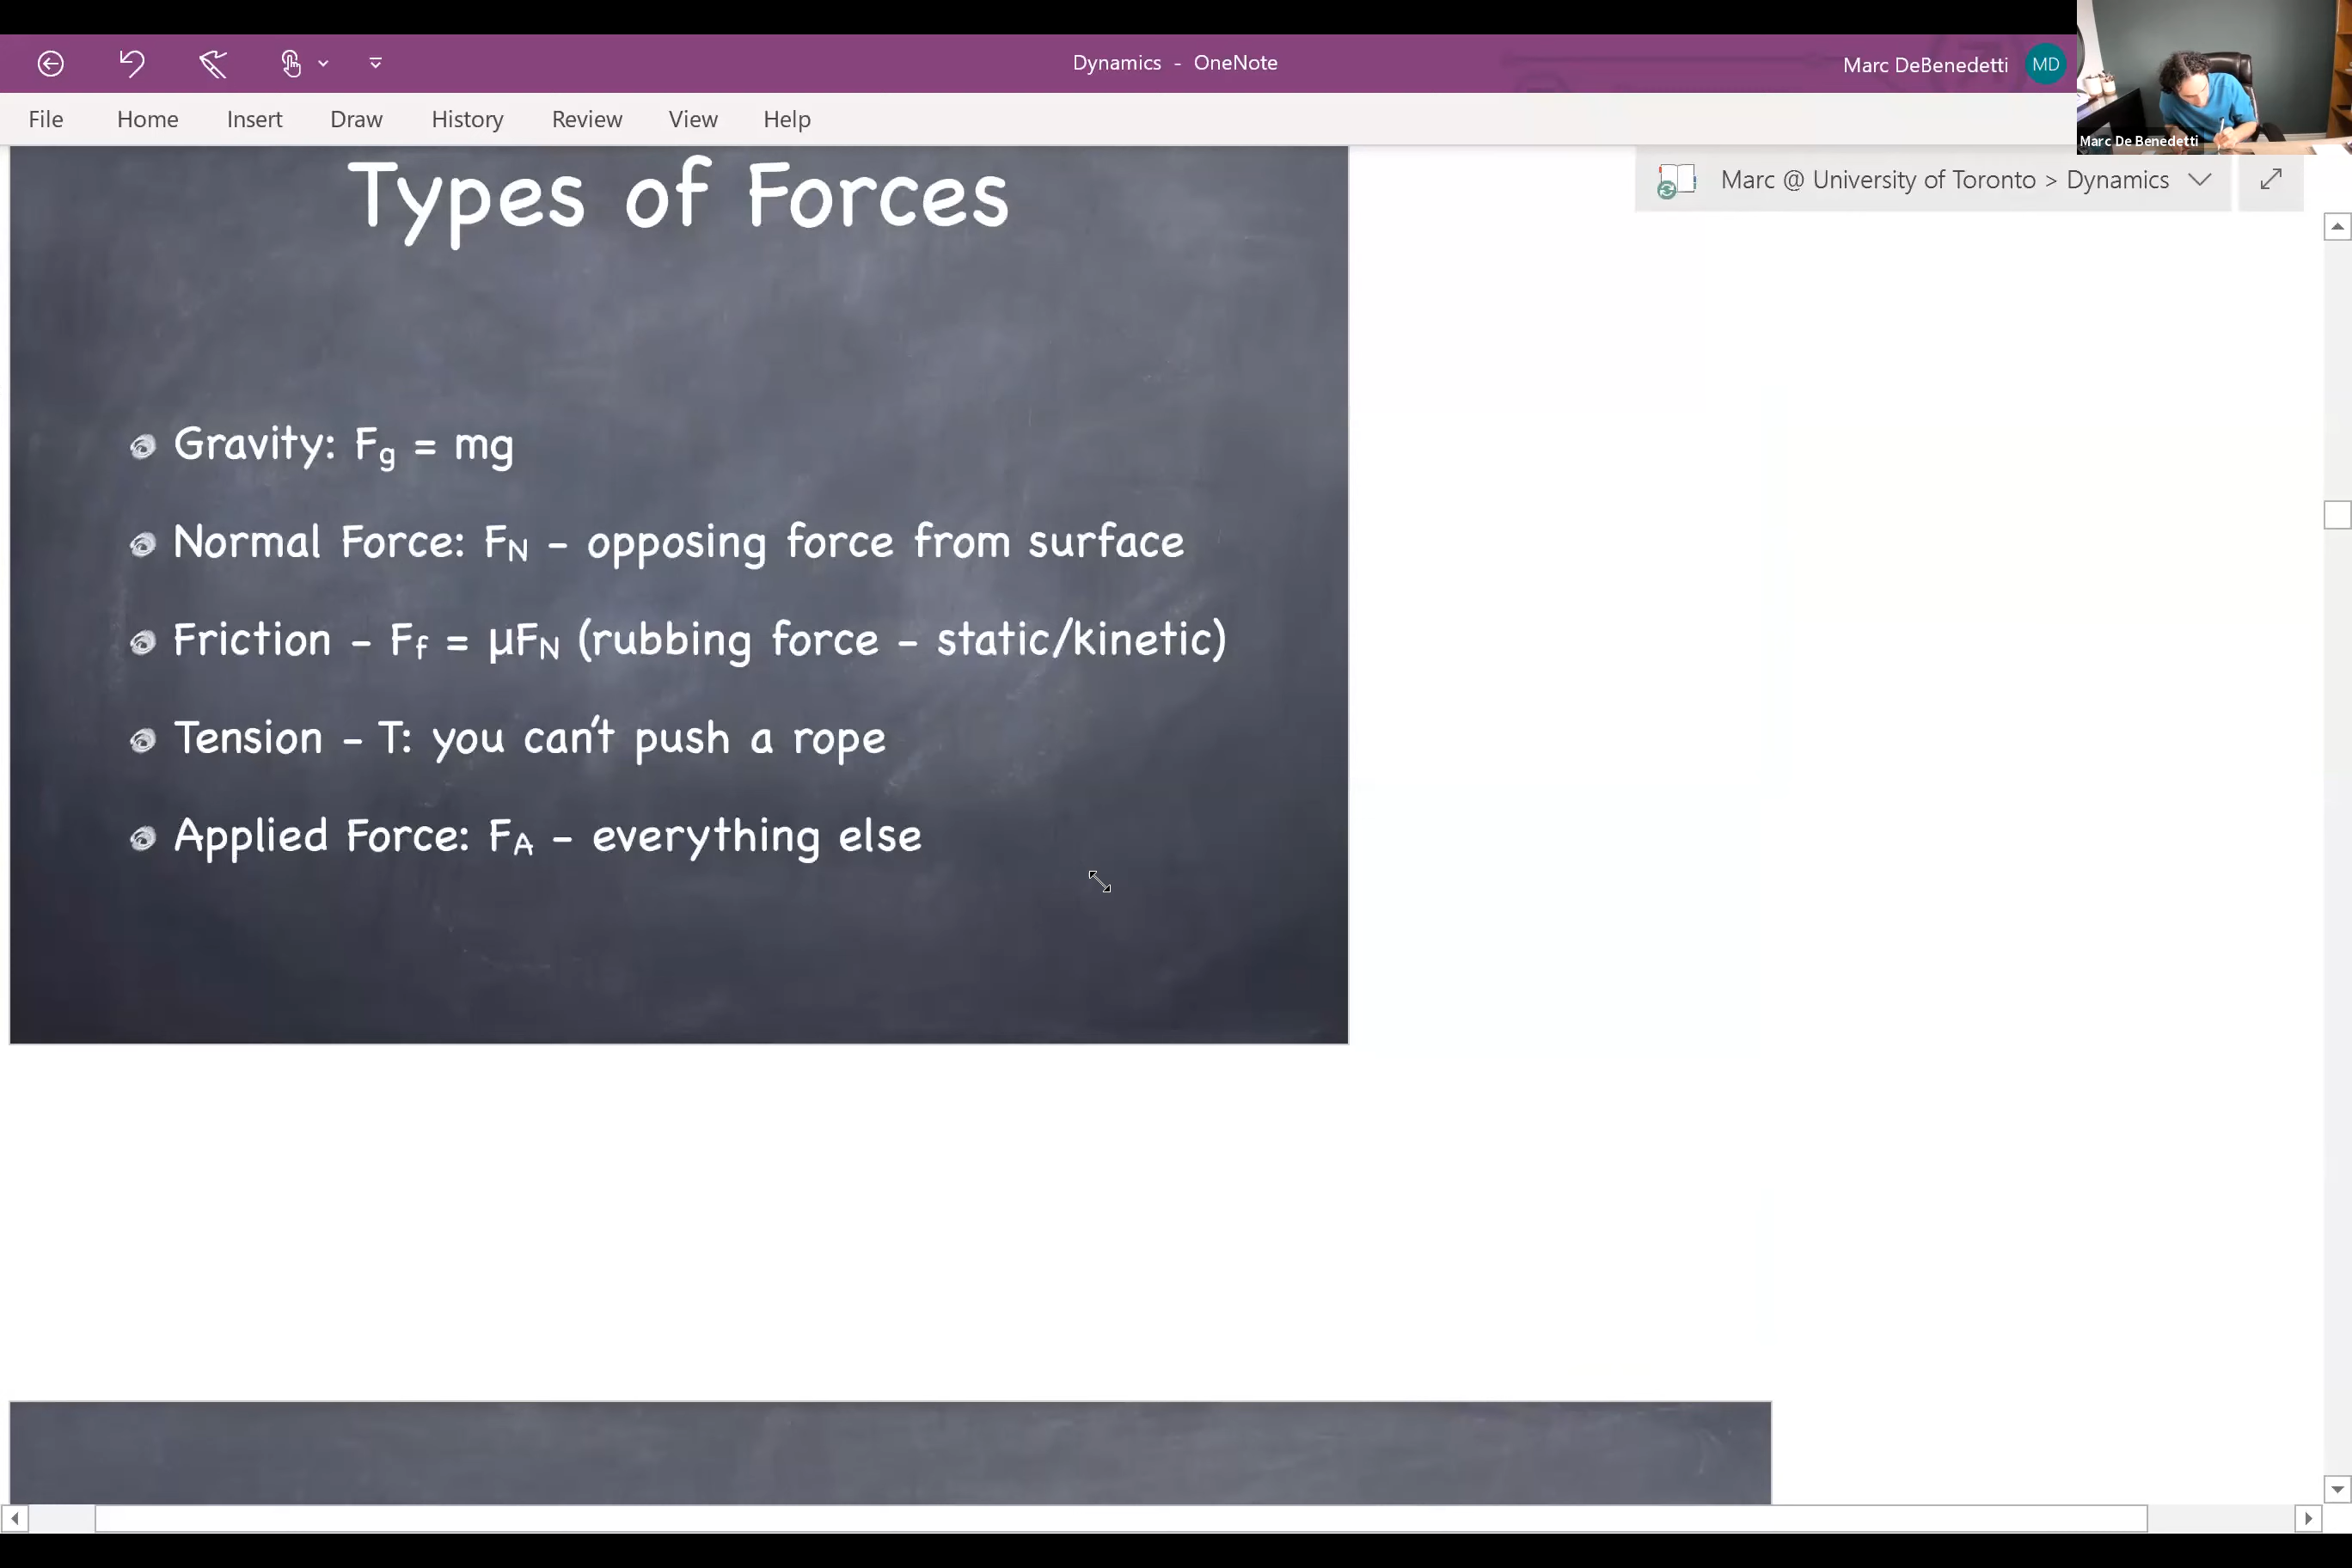 Dynamics - OneNote
Marc DeBenedetti
MD
File Home Insert Draw History Review View Help
Marc De Benedetti
Marc @ University of Toronto > Dynamics
Types of Forces
Gravity: Fg = mg
Normal Force: FN – opposing force from surface
Friction – Ff = μFN (rubbing force – static/kinetic)
Tension – T: you can't push a rope
Applied Force: FA – everything else